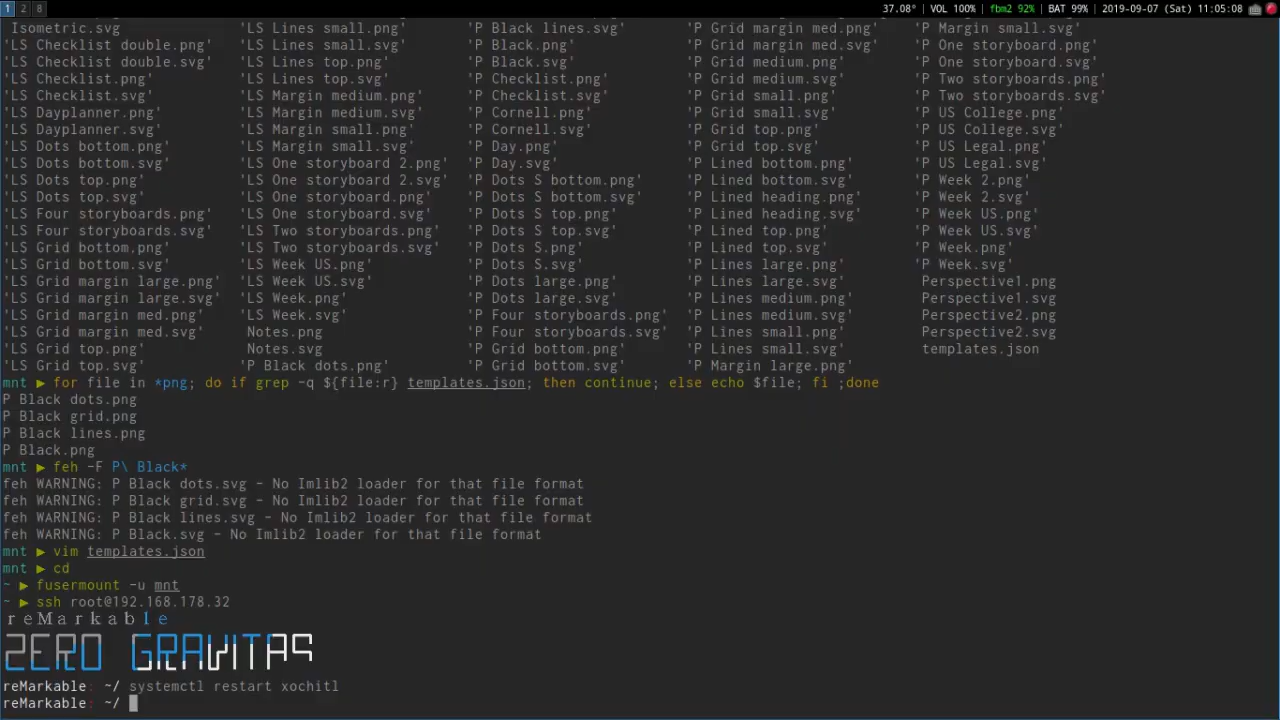 1 2 8 37.08° | VOL 100% | fbm2 92% | BAT 99% | 2019-09-07 (Sat) 11:05:08
 Isometric.svg 'LS Lines small.png' 'P Black lines.svg' 'P Grid margin med.png' 'P Margin small.svg'
'LS Checklist double.png' 'LS Lines small.svg' 'P Black.png' 'P Grid margin med.svg' 'P One storyboard.png'
'LS Checklist double.svg' 'LS Lines top.png' 'P Black.svg' 'P Grid medium.png' 'P One storyboard.svg'
'LS Checklist.png' 'LS Lines top.svg' 'P Checklist.png' 'P Grid medium.svg' 'P Two storyboards.png'
'LS Checklist.svg' 'LS Margin medium.png' 'P Checklist.svg' 'P Grid small.png' 'P Two storyboards.svg'
'LS Dayplanner.png' 'LS Margin medium.svg' 'P Cornell.png' 'P Grid small.svg' 'P US College.png'
'LS Dayplanner.svg' 'LS Margin small.png' 'P Cornell.svg' 'P Grid top.png' 'P US College.svg'
'LS Dots bottom.png' 'LS Margin small.svg' 'P Day.png' 'P Grid top.svg' 'P US Legal.png'
'LS Dots bottom.svg' 'LS One storyboard 2.png' 'P Day.svg' 'P Lined bottom.png' 'P US Legal.svg'
'LS Dots top.png' 'LS One storyboard 2.svg' 'P Dots S bottom.png' 'P Lined bottom.svg' 'P Week 2.png'
'LS Dots top.svg' 'LS One storyboard.png' 'P Dots S bottom.svg' 'P Lined heading.png' 'P Week 2.svg'
'LS Four storyboards.png' 'LS One storyboard.svg' 'P Dots S top.png' 'P Lined heading.svg' 'P Week US.png'
'LS Four storyboards.svg' 'LS Two storyboards.png' 'P Dots S top.svg' 'P Lined top.png' 'P Week US.svg'
'LS Grid bottom.png' 'LS Two storyboards.svg' 'P Dots S.png' 'P Lined top.svg' 'P Week.png'
'LS Grid bottom.svg' 'LS Week US.png' 'P Dots S.svg' 'P Lines large.png' 'P Week.svg'
'LS Grid margin large.png' 'LS Week US.svg' 'P Dots large.png' 'P Lines large.svg' Perspective1.png
'LS Grid margin large.svg' 'LS Week.png' 'P Dots large.svg' 'P Lines medium.png' Perspective1.svg
'LS Grid margin med.png' 'LS Week.svg' 'P Four storyboards.png' 'P Lines medium.svg' Perspective2.png
'LS Grid margin med.svg' Notes.png 'P Four storyboards.svg' 'P Lines small.png' Perspective2.svg
'LS Grid top.png' Notes.svg 'P Grid bottom.png' 'P Lines small.svg' templates.json
'LS Grid top.svg' 'P Black dots.png' 'P Grid bottom.svg' 'P Margin large.png'
mnt ▶ for file in *png; do if grep -q ${file:r} templates.json; then continue; else echo $file; fi ;done
P Black dots.png
P Black grid.png
P Black lines.png
P Black.png
mnt ▶ feh -F P\ Black*
feh WARNING: P Black dots.svg - No Imlib2 loader for that file format
feh WARNING: P Black grid.svg - No Imlib2 loader for that file format
feh WARNING: P Black lines.svg - No Imlib2 loader for that file format
feh WARNING: P Black.svg - No Imlib2 loader for that file format
mnt ▶ vim templates.json
mnt ▶ cd
~ ▶ fusermount -u mnt
~ ▶ ssh root@192.168.178.32
reMarkable
ZERO GRAVITAS
reMarkable: ~/ systemctl restart xochitl
reMarkable: ~/